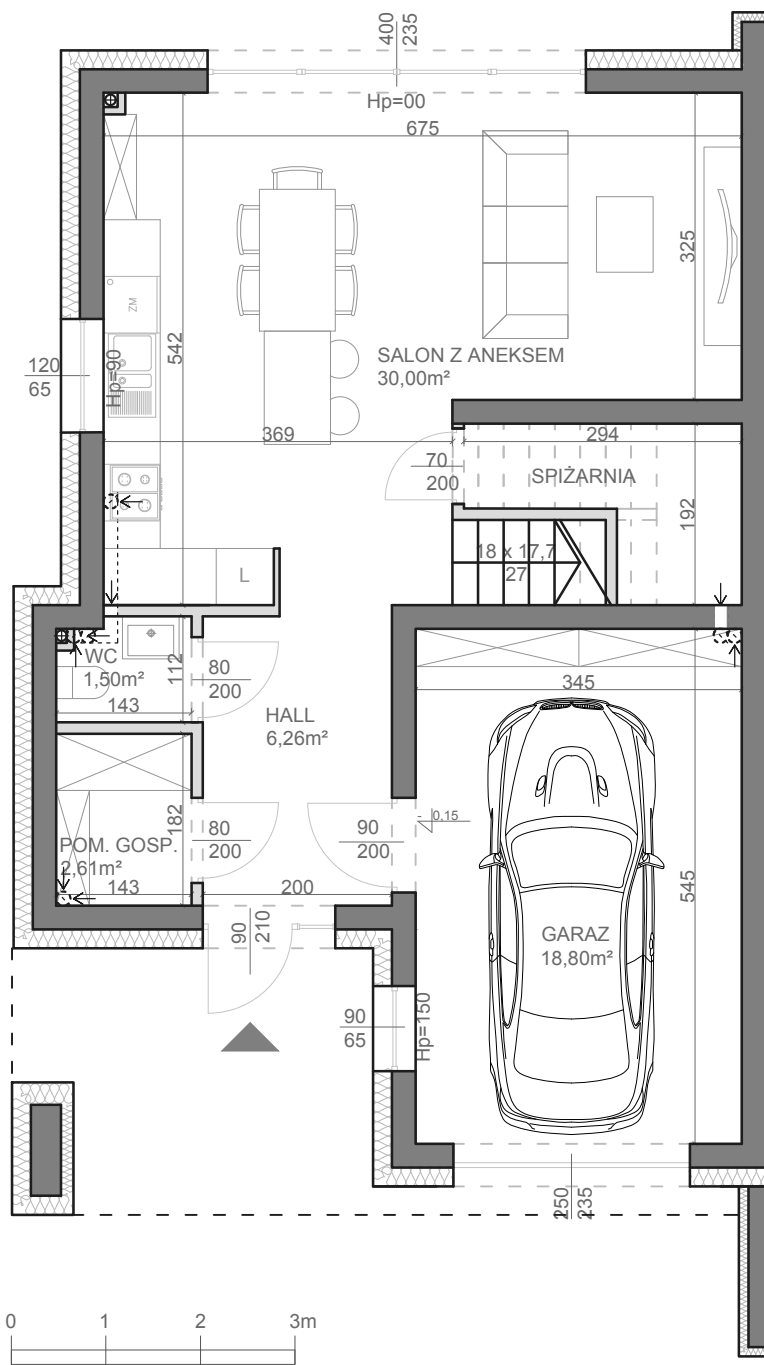 400
235
Hp=00
675
325
ZM
542
SALON Z ANEKSEM
30,00m²
120
65
Hp=90
369
294
70
200
SPIŻARNIA
192
18 x 17,7
27
L
WC
1,50m²
112
80
200
143
345
HALL
6,26m²
182
80
200
90
200
- 0,15
POM. GOSP.
2,61m²
143
200
545
90
210
GARAZ
18,80m²
90
65
Hp=150
250
235
0 1 2 3m